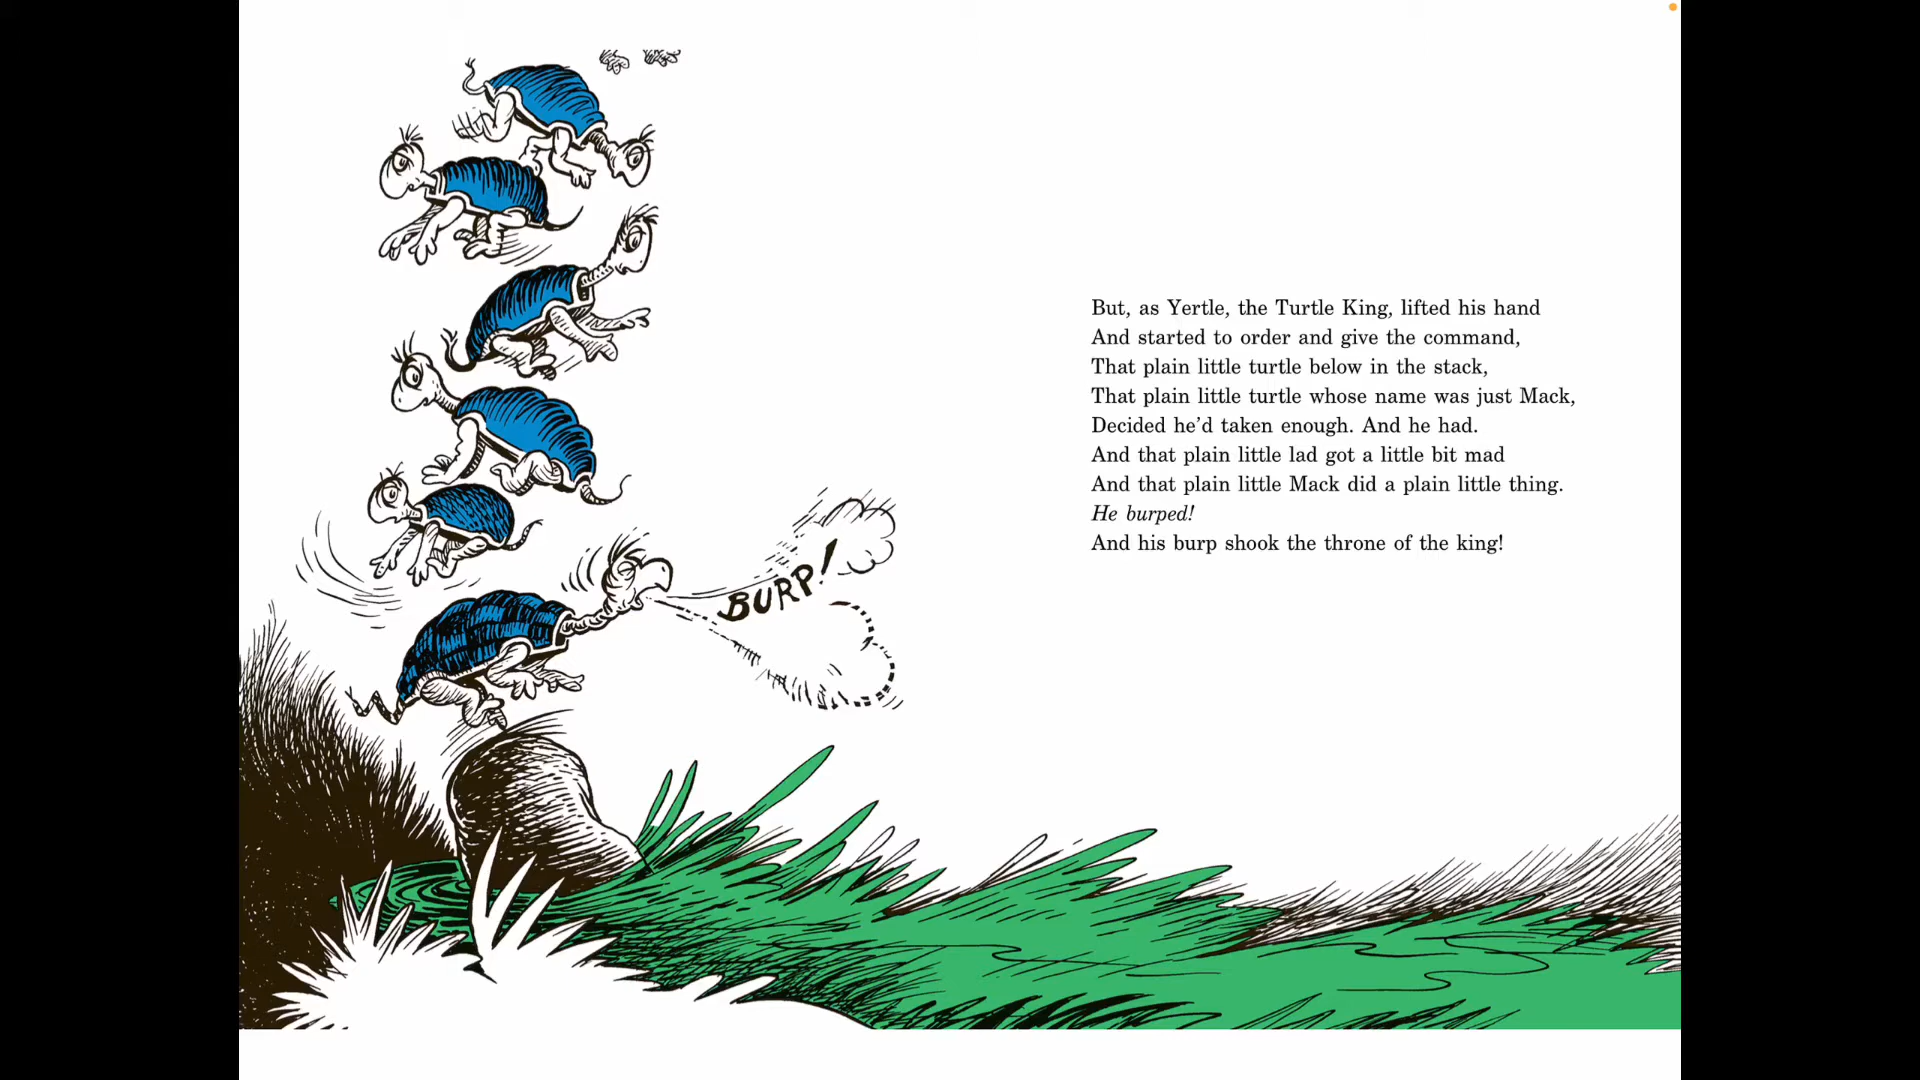 BURP!
But, as Yertle, the Turtle King, lifted his hand
And started to order and give the command,
That plain little turtle below in the stack,
That plain little turtle whose name was just Mack,
Decided he’d taken enough. And he had.
And that plain little lad got a little bit mad
And that plain little Mack did a plain little thing.
He burped!
And his burp shook the throne of the king!